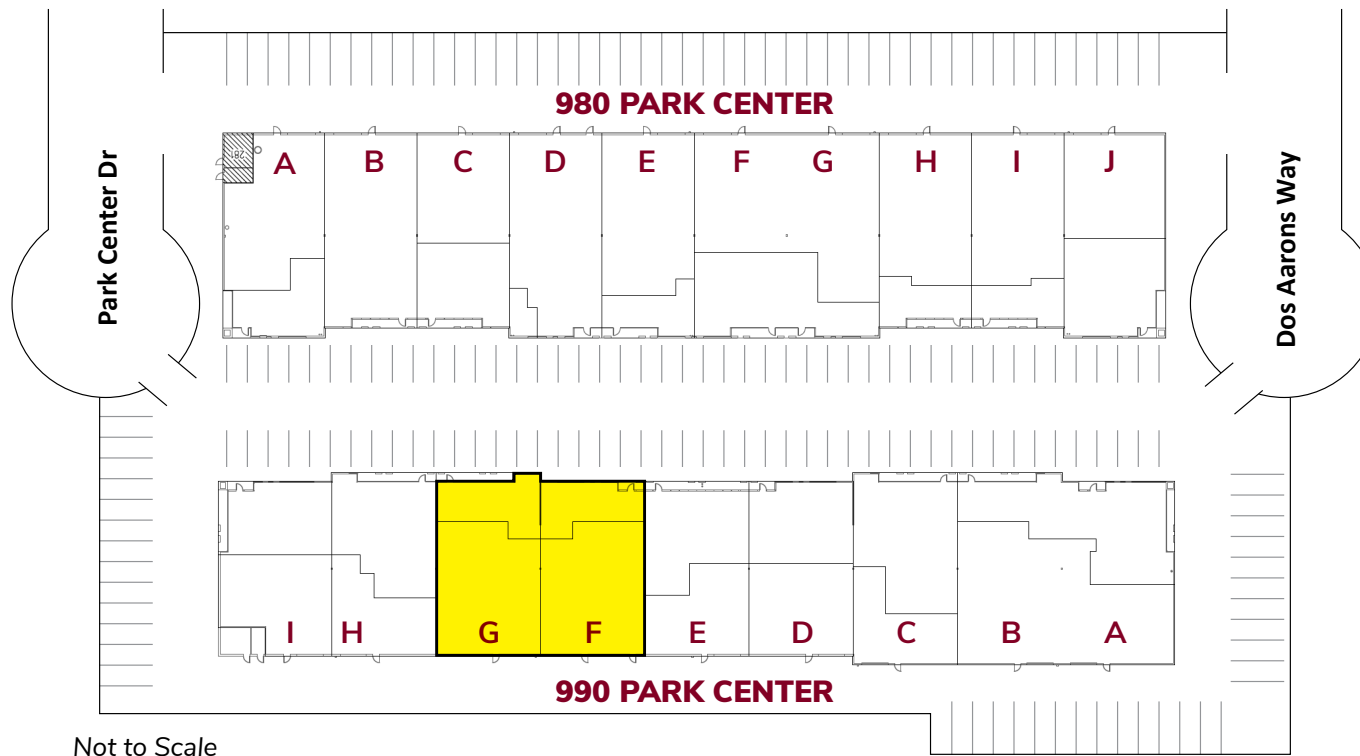 980 PARK CENTER
A B C D E F G H I J
Park Center Dr
Dos Aarons Way
I H G F E D C B A
990 PARK CENTER
Not to Scale